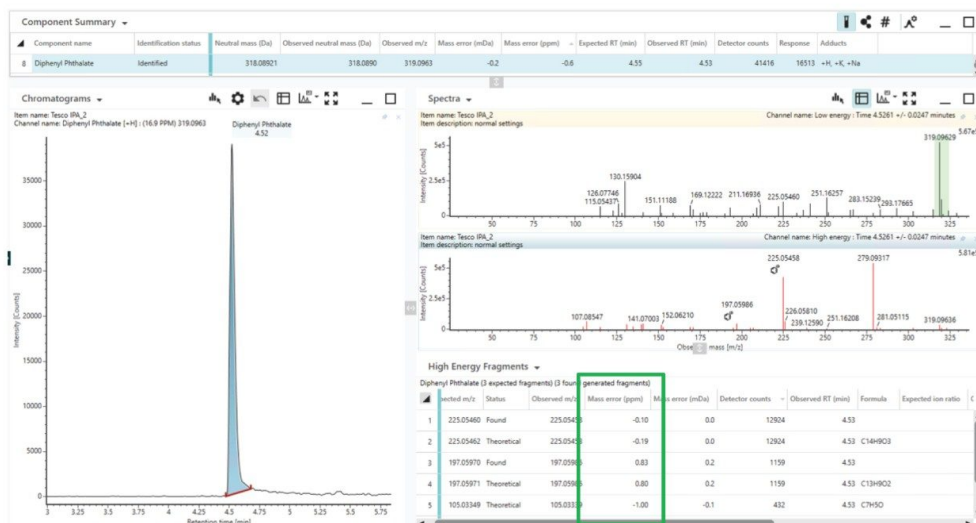 Component Summary
Component name Identification status Neutral mass (Da) Observed neutral mass (Da) Observed m/z Mass error (mDa) Mass error (ppm) Expected RT (min) Observed RT (min) Detector counts Response Adducts
8 Diphenyl Phthalate Identified 318.08921 318.0890 319.0963 -0.2 -0.6 4.55 4.53 41416 16513 +H, +K, +Na
Chromatograms
Item name: Tesco IPA_2
Channel name: Diphenyl Phthalate [+H] : (16.9 PPM) 319.0963
Diphenyl Phthalate
4.52
Intensity [Counts]
35000
30000
25000
20000
15000
10000
5000
0
3 3.25 3.5 3.75 4 4.25 4.5 4.75 5 5.25 5.5 5.75
Retention time [min]
Spectra
Item name: Tesco IPA_2 Channel name: Low energy : Time 4.5261 +/- 0.0247 minutes
Item description: normal settings
5.67e5
Intensity [Counts]
5e5
2.5e5
0
115.05437 126.07746 130.15904 151.11188 169.12222 211.16936 225.05460 251.16257 283.15239 293.17665 319.09629
50 75 100 125 150 175 200 225 250 275 300 325
Item name: Tesco IPA_2 Channel name: High energy : Time 4.5261 +/- 0.0247 minutes
Item description: normal settings
5.81e5
Intensity [Counts]
5e5
2.5e5
0
107.08547 141.07003 152.06210 197.05986 225.05458 226.05810 239.12590 251.16208 279.09317 281.05115 319.09636
50 75 100 125 150 175 200 225 250 275 300 325
mass [m/z]
High Energy Fragments
Diphenyl Phthalate (3 expected fragments) (3 found generated fragments)
m/z Status Observed m/z Mass error (ppm) Mass error (mDa) Detector counts Observed RT (min) Formula Expected ion ratio
1 225.05460 Found 225.0545 -0.10 0.0 12924 4.53
2 225.05462 Theoretical 225.0545 -0.19 0.0 12924 4.53 C14H9O3
3 197.05970 Found 197.0598 0.83 0.2 1159 4.53
4 197.05971 Theoretical 197.0598 0.80 0.2 1159 4.53 C13H9O2
5 105.03349 Theoretical 105.0333 -1.00 -0.1 432 4.53 C7H5O